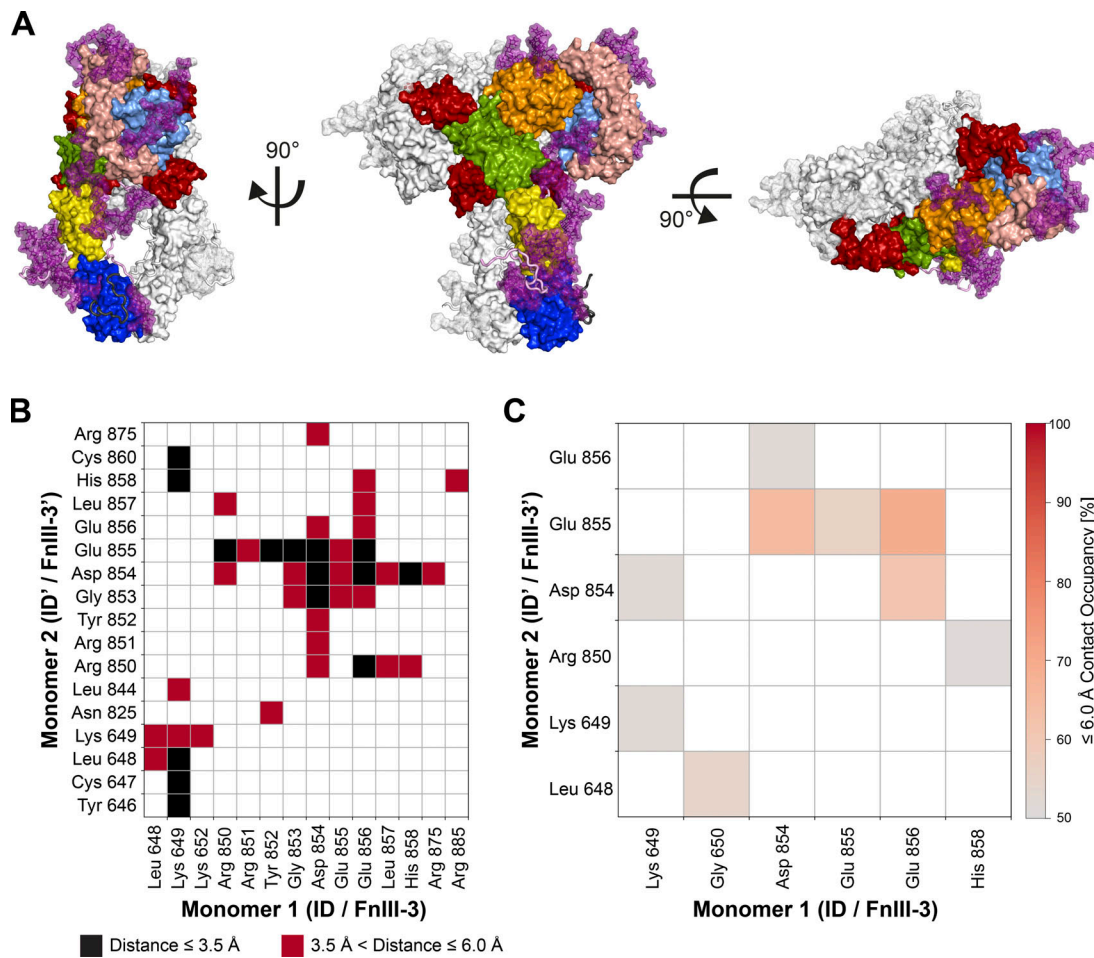 A
90°
90°
B
Monomer 2 (ID' / FnIII-3')
Arg 875
Cys 860
His 858
Leu 857
Glu 856
Glu 855
Asp 854
Gly 853
Tyr 852
Arg 851
Arg 850
Leu 844
Asn 825
Lys 649
Leu 648
Cys 647
Tyr 646
Leu 648
Lys 649
Lys 652
Arg 850
Arg 851
Tyr 852
Gly 853
Asp 854
Glu 855
Glu 856
Leu 857
His 858
Arg 875
Arg 885
Monomer 1 (ID / FnIII-3)
Distance ≤ 3.5 Å
3.5 Å < Distance ≤ 6.0 Å
C
Monomer 2 (ID' / FnIII-3')
Glu 856
Glu 855
Asp 854
Arg 850
Lys 649
Leu 648
Lys 649
Gly 650
Asp 854
Glu 855
Glu 856
His 858
Monomer 1 (ID / FnIII-3)
100
90
80
70
60
50
≤ 6.0 Å Contact Occupancy [%]